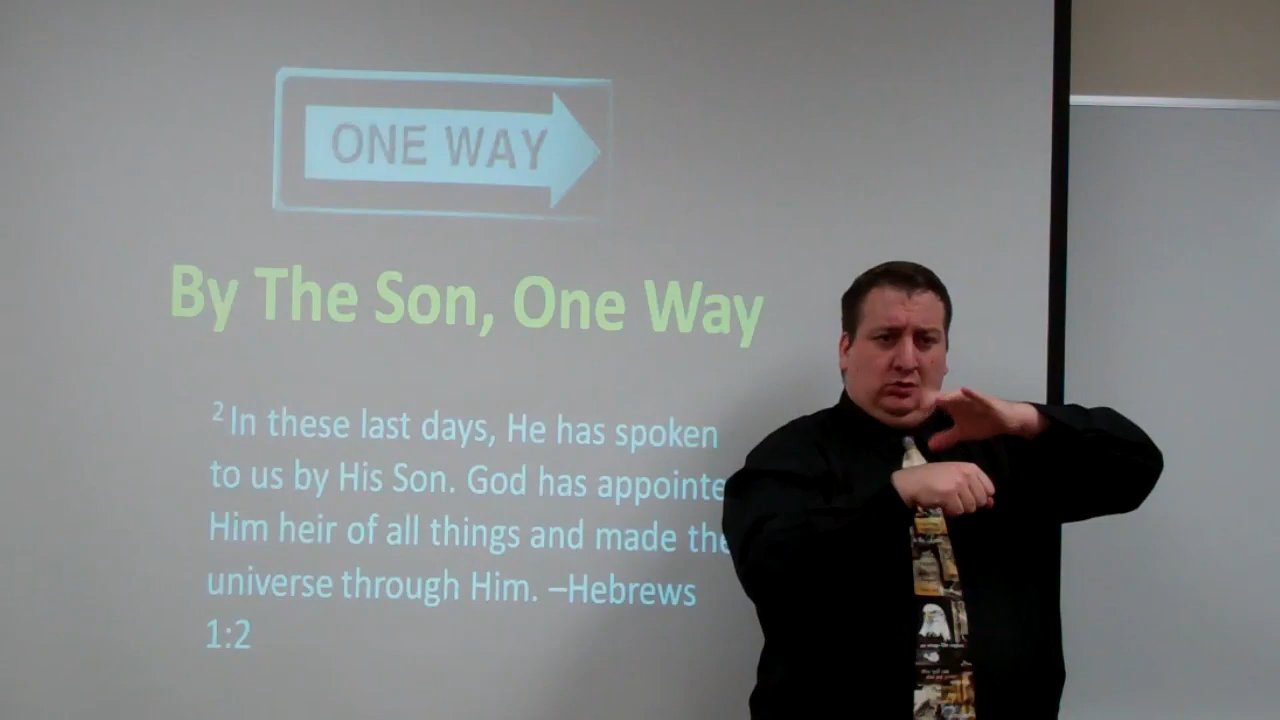 ONE WAY
By The Son, One Way
2 In these last days, He has spoken
to us by His Son. God has appointe
Him heir of all things and made the
universe through Him. –Hebrews
1:2